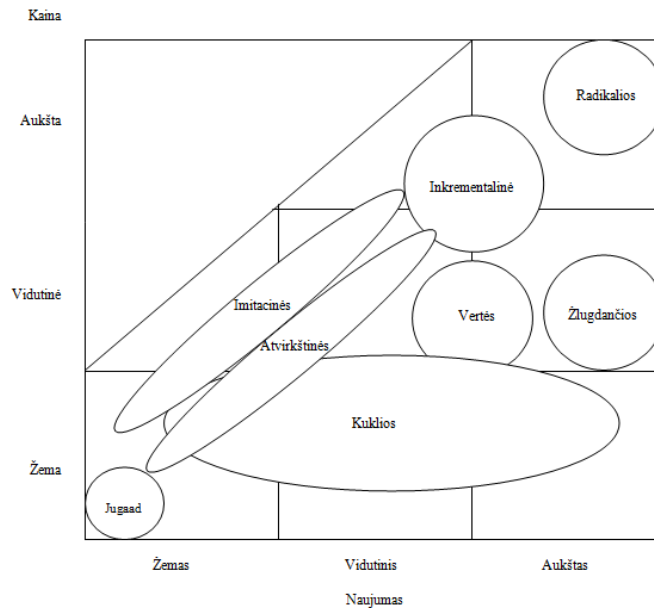 Kaina
Radikalios
Aukšta
Inkrementalinė
Vidutinė
Imitacinės
Vertės
Žlugdančios
Atvirkštinės
Kuklios
Žema
Jugaad
Žemas
Vidutinis
Aukštas
Naujumas